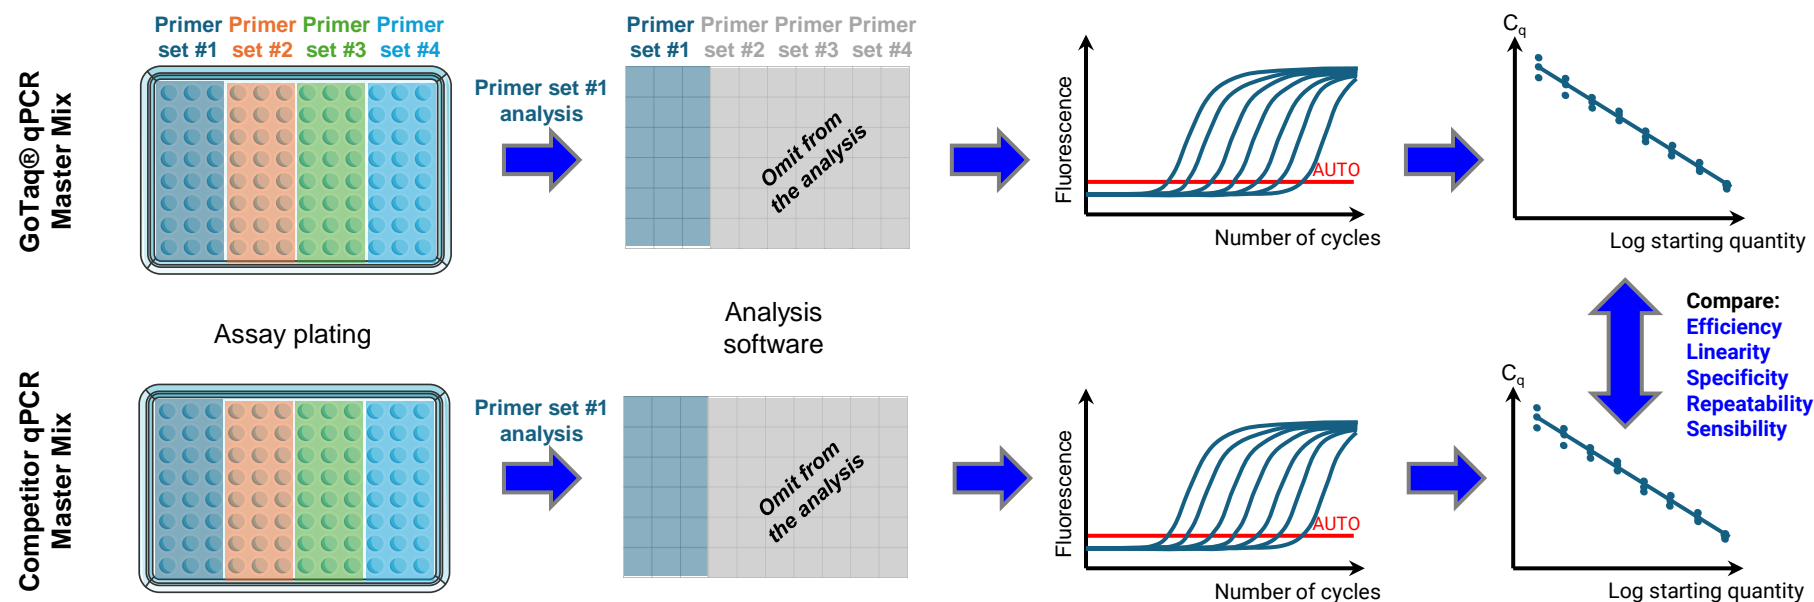 Primer Primer Primer Primer
set #1 set #2 set #3 set #4
Primer Primer Primer Primer
set #1 set #2 set #3 set #4
GoTaq® qPCR
Master Mix
Primer set #1
analysis
Omit from
the analysis
Fluorescence
AUTO
Number of cycles
Cq
Log starting quantity
Assay plating
Analysis
software
Compare:
Efficiency
Linearity
Specificity
Repeatability
Sensibility
Competitor qPCR
Master Mix
Primer set #1
analysis
Omit from
the analysis
Fluorescence
AUTO
Number of cycles
Cq
Log starting quantity